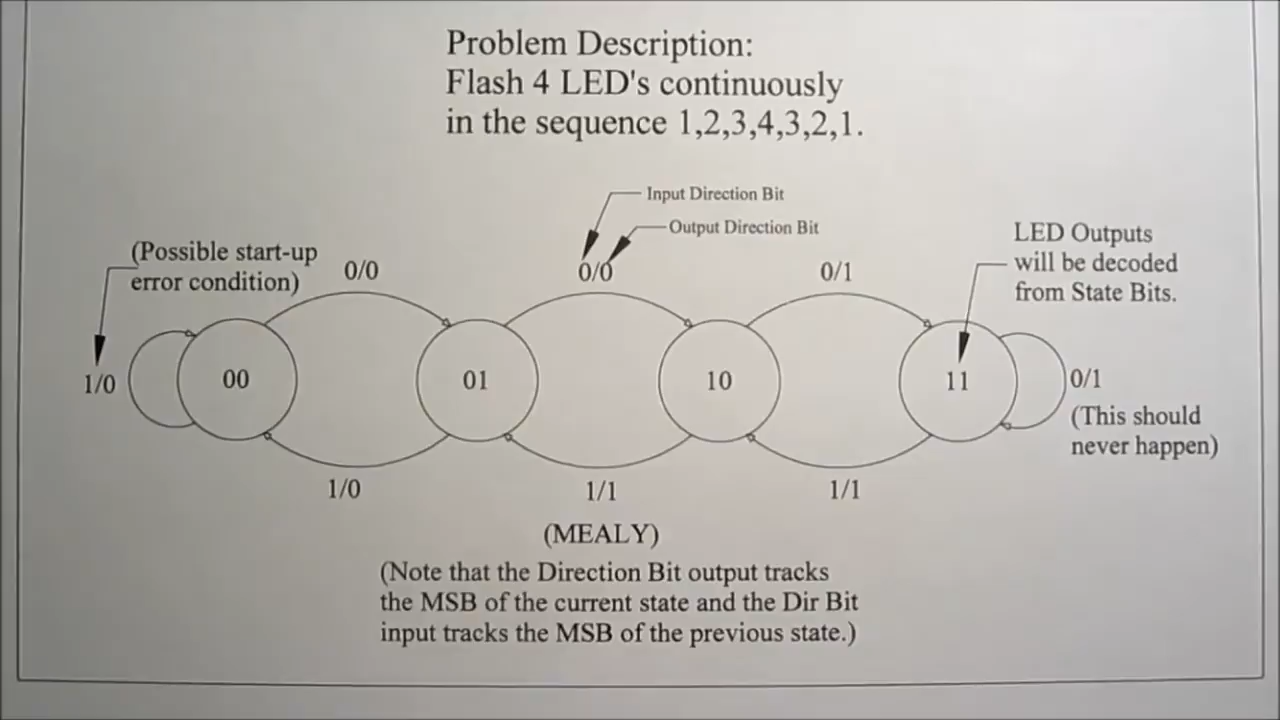 Problem Description:
Flash 4 LED's continuously
in the sequence 1,2,3,4,3,2,1.
Input Direction Bit
Output Direction Bit
(Possible start-up
error condition)
LED Outputs
will be decoded
from State Bits.
0/0
0/0
0/1
1/0
00
01
10
11
0/1
(This should
never happen)
1/0
1/1
1/1
(MEALY)
(Note that the Direction Bit output tracks
the MSB of the current state and the Dir Bit
input tracks the MSB of the previous state.)